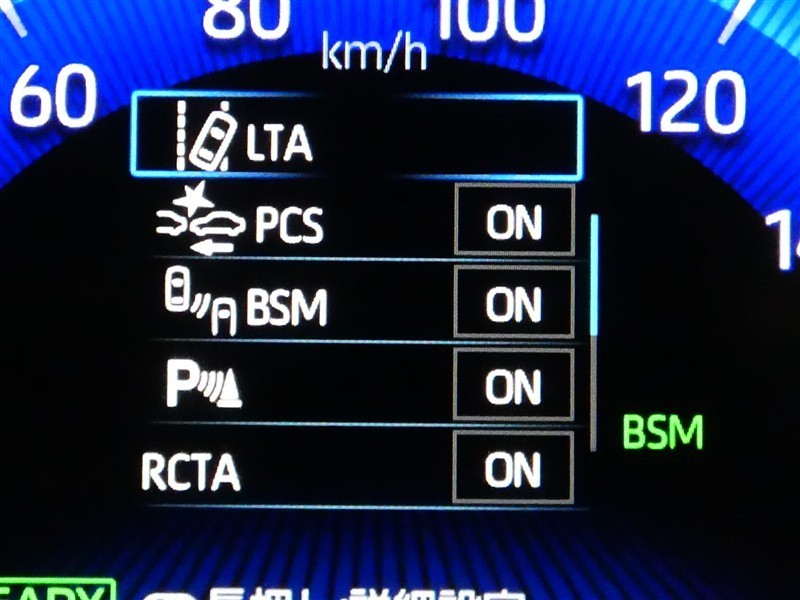 80 100
km/h
60 120
LTA
PCS ON
BSM ON
P ON
BSM
RCTA ON